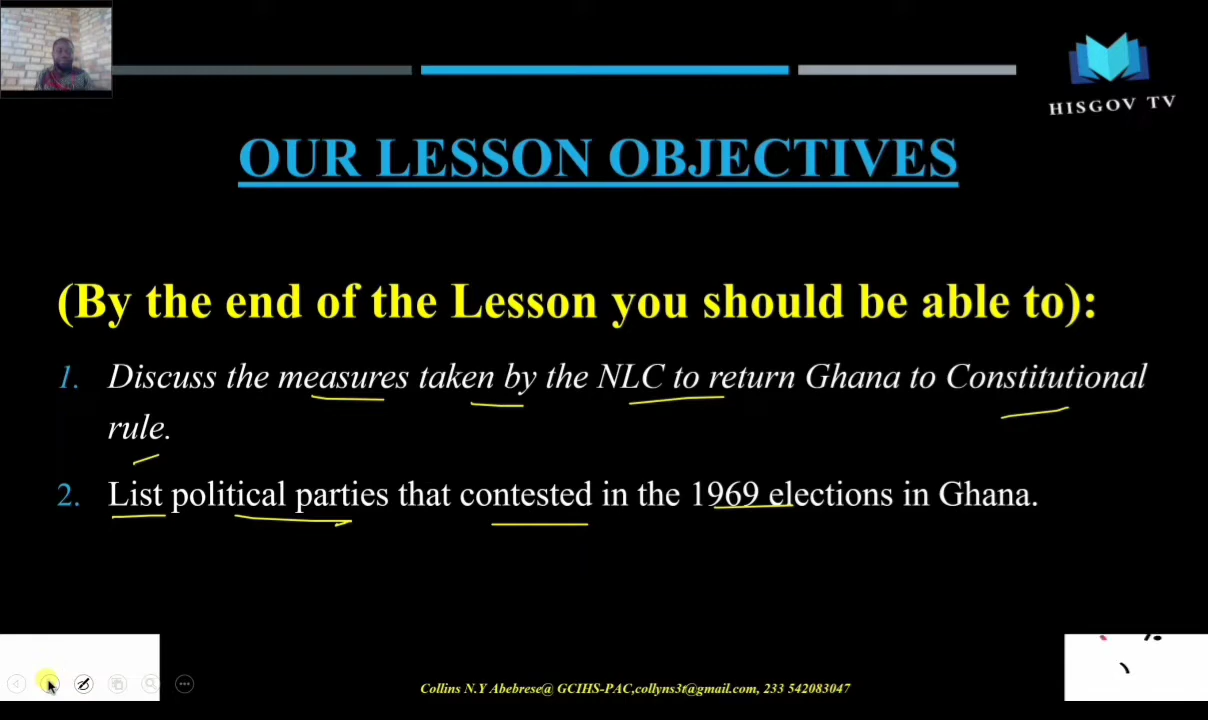 HISGOV TV
OUR LESSON OBJECTIVES
(By the end of the Lesson you should be able to):
1. Discuss the measures taken by the NLC to return Ghana to Constitutional
rule.
2. List political parties that contested in the 1969 elections in Ghana.
Collins N.Y Abebrese@ GCIHS-PAC,collyns3t@gmail.com, 233 542083047